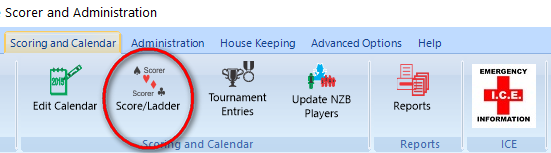 Scorer and Administration
Scoring and Calendar Administration House Keeping Advanced Options Help
2015
Edit Calendar
Scorer
Scorer
Score/Ladder
Tournament
Entries
Update NZB
Players
Reports
EMERGENCY
I.C.E.
INFORMATION
Scoring and Calendar
Reports
ICE